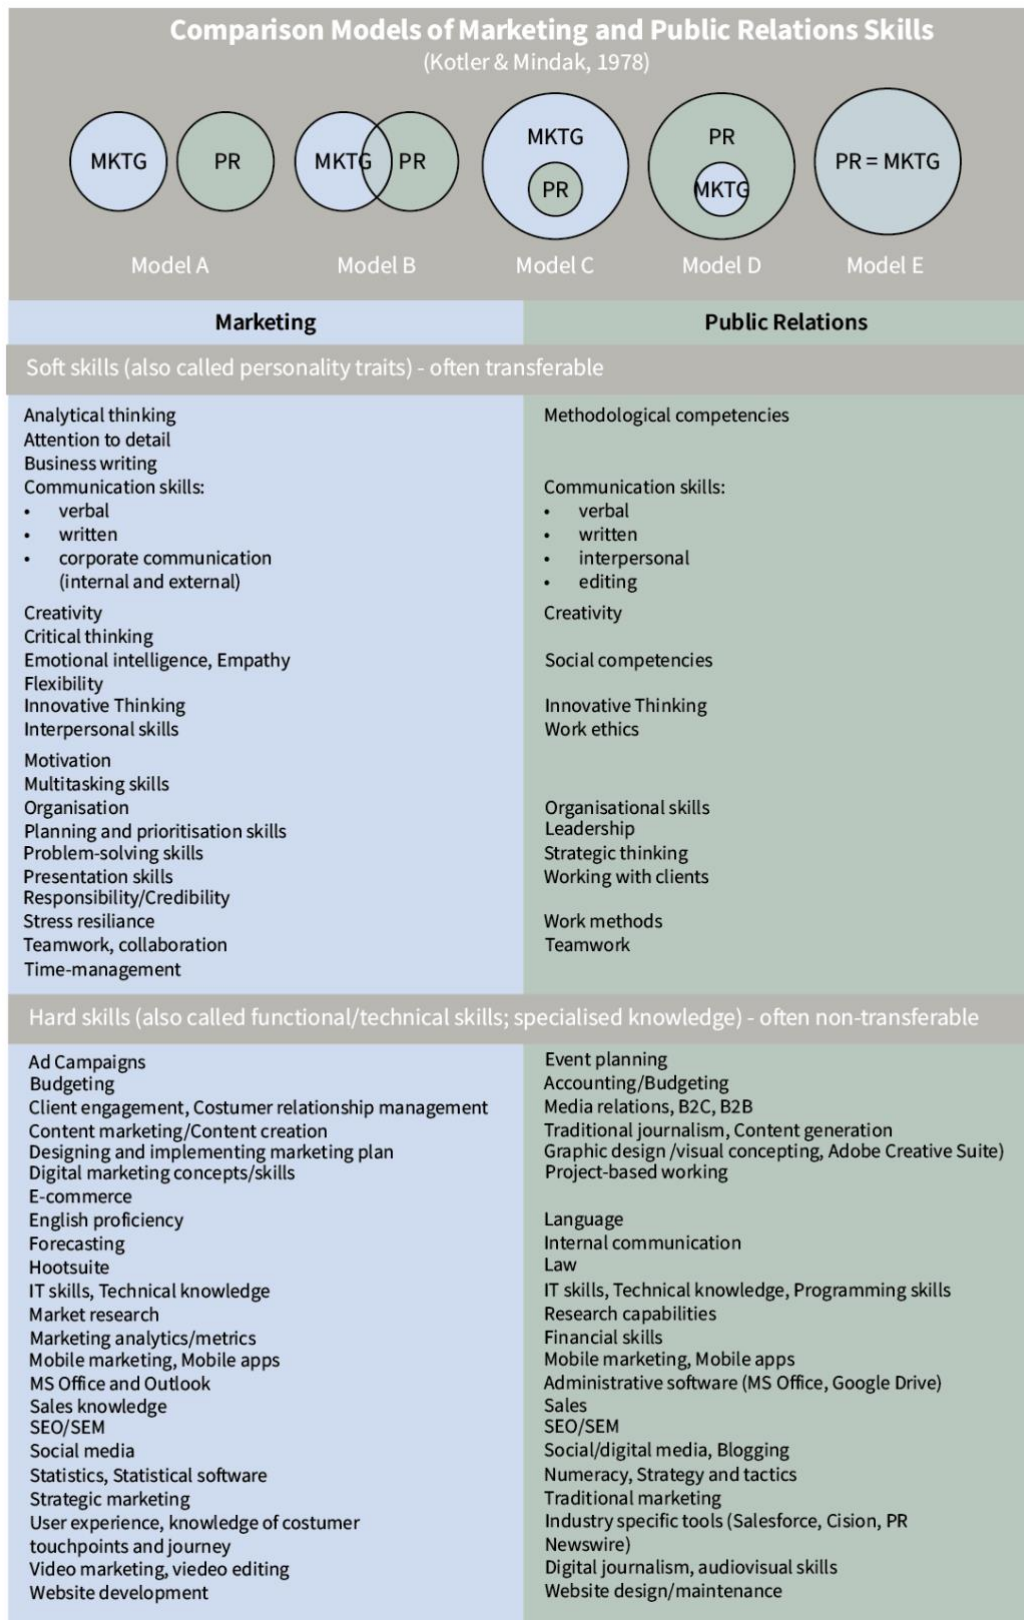 Comparison Models of Marketing and Public Relations Skills
(Kotler & Mindak, 1978)
MKTG
PR
MKTG
PR
MKTG
PR
PR
MKTG
PR = MKTG
Model A
Model B
Model C
Model D
Model E
Marketing
Public Relations
Soft skills (also called personality traits) - often transferable
Analytical thinking
Attention to detail
Business writing
Communication skills:
• verbal
• written
• corporate communication
(internal and external)
Creativity
Critical thinking
Emotional intelligence, Empathy
Flexibility
Innovative Thinking
Interpersonal skills
Motivation
Multitasking skills
Organisation
Planning and prioritisation skills
Problem-solving skills
Presentation skills
Responsibility/Credibility
Stress resiliance
Teamwork, collaboration
Time-management
Methodological competencies
Communication skills:
• verbal
• written
• interpersonal
• editing
Creativity
Social competencies
Innovative Thinking
Work ethics
Organisational skills
Leadership
Strategic thinking
Working with clients
Work methods
Teamwork
Hard skills (also called functional/technical skills; specialised knowledge) - often non-transferable
Ad Campaigns
Budgeting
Client engagement, Costumer relationship management
Content marketing/Content creation
Designing and implementing marketing plan
Digital marketing concepts/skills
E-commerce
English proficiency
Forecasting
Hootsuite
IT skills, Technical knowledge
Market research
Marketing analytics/metrics
Mobile marketing, Mobile apps
MS Office and Outlook
Sales knowledge
SEO/SEM
Social media
Statistics, Statistical software
Strategic marketing
User experience, knowledge of costumer
touchpoints and journey
Video marketing, viedeo editing
Website development
Event planning
Accounting/Budgeting
Media relations, B2C, B2B
Traditional journalism, Content generation
Graphic design /visual concepting, Adobe Creative Suite)
Project-based working
Language
Internal communication
Law
IT skills, Technical knowledge, Programming skills
Research capabilities
Financial skills
Mobile marketing, Mobile apps
Administrative software (MS Office, Google Drive)
Sales
SEO/SEM
Social/digital media, Blogging
Numeracy, Strategy and tactics
Traditional marketing
Industry specific tools (Salesforce, Cision, PR
Newswire)
Digital journalism, audiovisual skills
Website design/maintenance